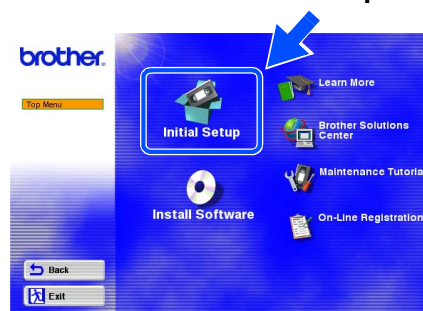 brother.
Top Menu
Initial Setup
Install Software
Learn More
Brother Solutions
Center
Maintenance Tutoria
On-Line Registration
Back
Exit